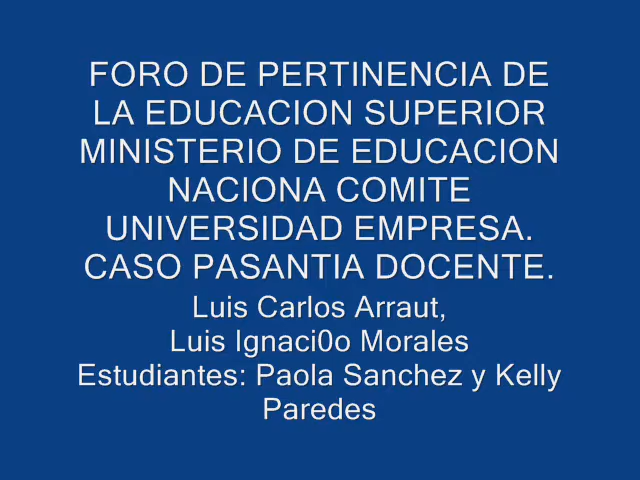 FORO DE PERTINENCIA DE
LA EDUCACION SUPERIOR
MINISTERIO DE EDUCACION
NACIONA COMITE
UNIVERSIDAD EMPRESA.
CASO PASANTIA DOCENTE.
Luis Carlos Arraut,
Luis Ignaci0o Morales
Estudiantes: Paola Sanchez y Kelly
Paredes